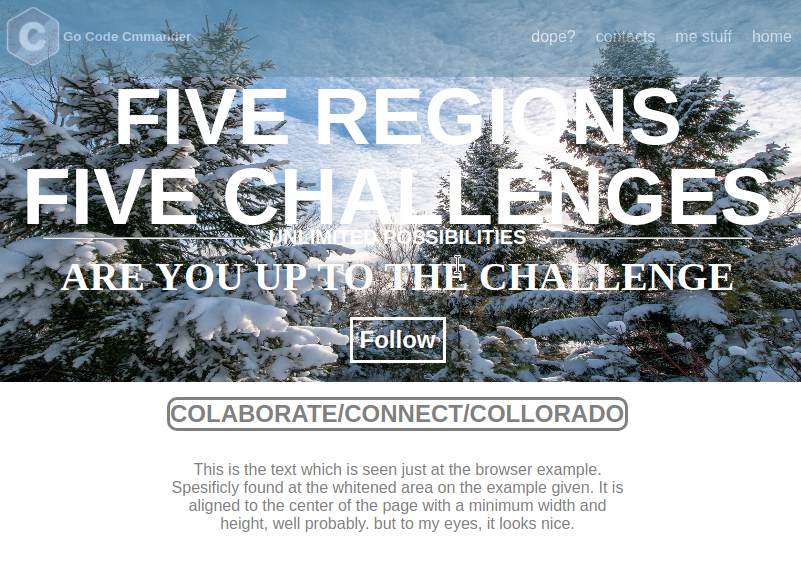 C
Go Code Cmmander
dope? contacts me stuff home
FIVE REGIONS
FIVE CHALLENGES
UNLIMITED POSSIBILITIES
ARE YOU UP TO THE CHALLENGE
Follow
COLABORATE/CONNECT/COLLORADO
This is the text which is seen just at the browser example.
Spesificly found at the whitened area on the example given. It is
aligned to the center of the page with a minimum width and
height, well probably. but to my eyes, it looks nice.